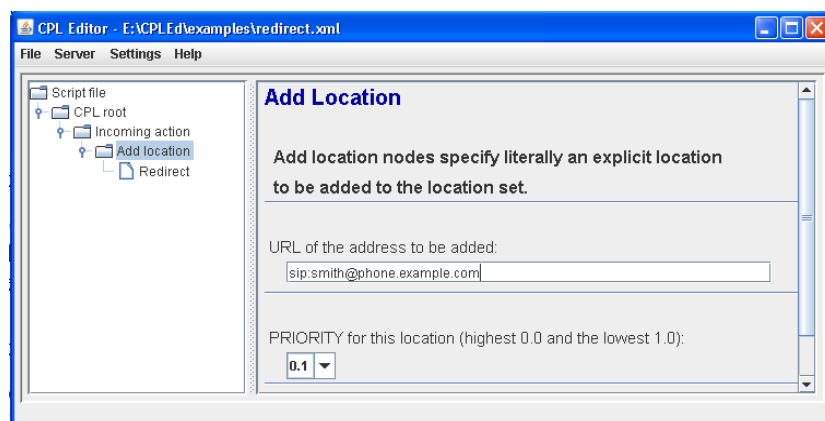 CPL Editor - E:\CPLEd\examples\redirect.xml
File Server Settings Help
Script file
CPL root
Incoming action
Add location
Redirect
Add Location
Add location nodes specify literally an explicit location
to be added to the location set.
URL of the address to be added:
sip:smith@phone.example.com
PRIORITY for this location (highest 0.0 and the lowest 1.0):
0.1